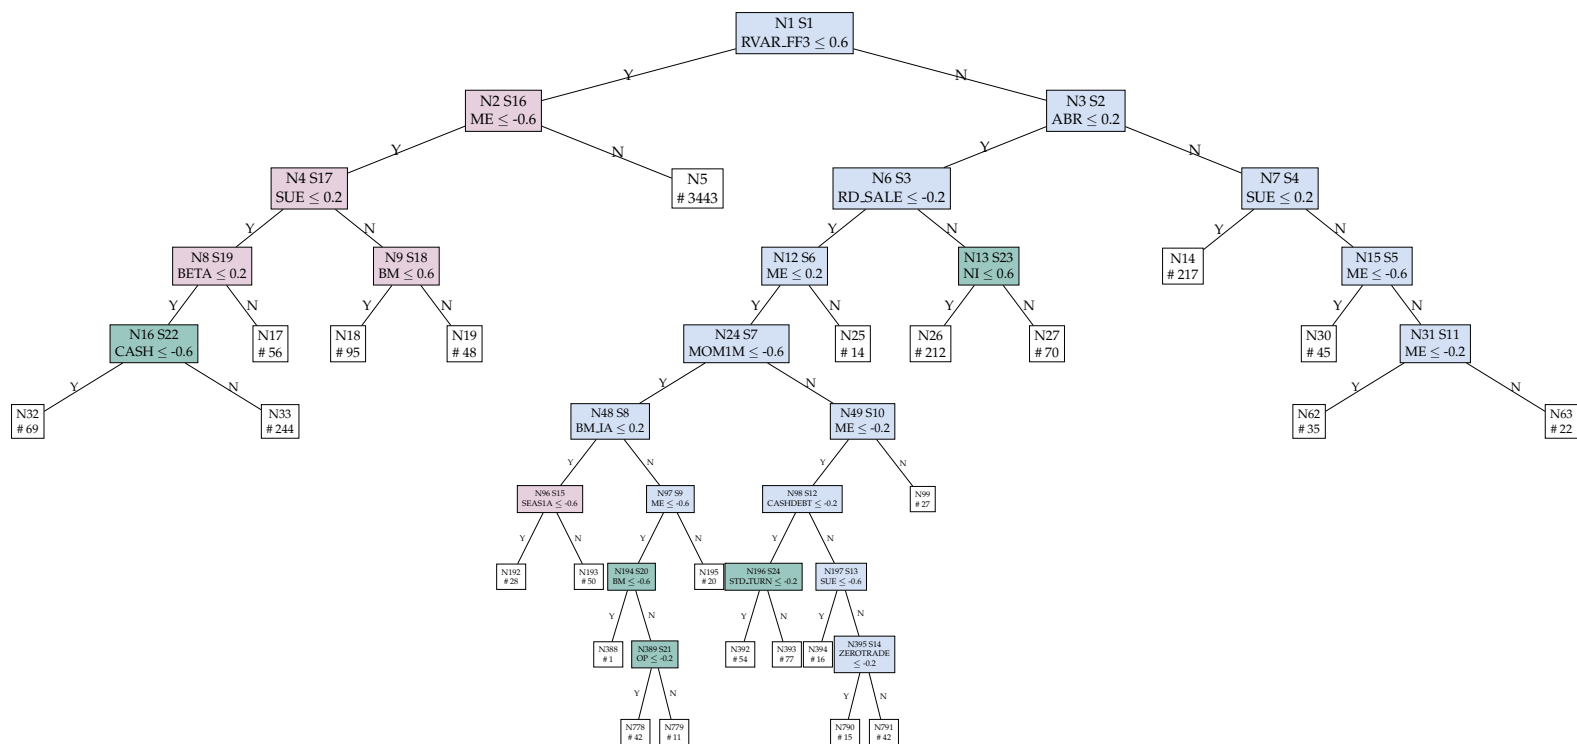 N1 S1
RVAR_FF3 ≤ 0.6
Y
N
N2 S16
ME ≤ -0.6
N3 S2
ABR ≤ 0.2
Y
N
Y
N
N4 S17
SUE ≤ 0.2
N5
# 3443
N6 S3
RD_SALE ≤ -0.2
N7 S4
SUE ≤ 0.2
Y
N
Y
N
Y
N
N8 S19
BETA ≤ 0.2
N9 S18
BM ≤ 0.6
N12 S6
ME ≤ 0.2
N13 S23
NI ≤ 0.6
N14
# 217
N15 S5
ME ≤ -0.6
Y
N
Y
N
Y
N
Y
N
Y
N
N16 S22
CASH ≤ -0.6
N17
# 56
N18
# 95
N19
# 48
N24 S7
MOM1M ≤ -0.6
N25
# 14
N26
# 212
N27
# 70
N30
# 45
N31 S11
ME ≤ -0.2
Y
N
Y
N
Y
N
N32
# 69
N33
# 244
N48 S8
BM_IA ≤ 0.2
N49 S10
ME ≤ -0.2
N62
# 35
N63
# 22
Y
N
Y
N
N96 S15
SEAS1A ≤ -0.6
N97 S9
ME ≤ -0.6
N98 S12
CASHDEBT ≤ -0.2
N99
# 27
Y
N
Y
N
Y
N
N192
# 28
N193
# 50
N194 S20
BM ≤ -0.6
N195
# 20
N196 S24
STD_TURN ≤ -0.2
N197 S13
SUE ≤ -0.6
Y
N
Y
N
Y
N
N388
# 1
N389 S21
OP ≤ -0.2
N392
# 54
N393
# 77
N394
# 16
N395 S14
ZEROTRADE
≤ -0.2
Y
N
Y
N
N778
# 42
N779
# 11
N790
# 15
N791
# 42